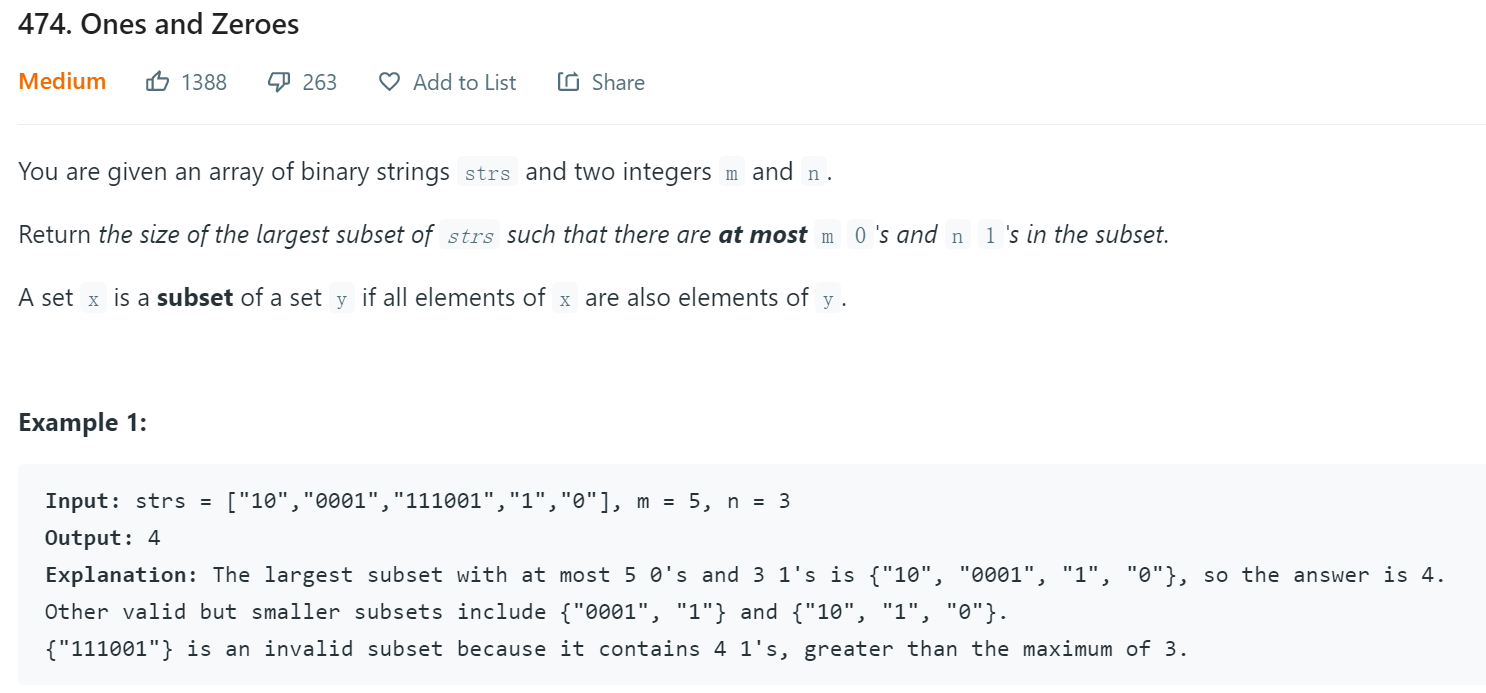 474. Ones and Zeroes
Medium 1388 263 Add to List Share
You are given an array of binary strings strs and two integers m and n.
Return the size of the largest subset of strs such that there are at most m 0's and n 1's in the subset.
A set x is a subset of a set y if all elements of x are also elements of y.
Example 1:
Input: strs = ["10","0001","111001","1","0"], m = 5, n = 3
Output: 4
Explanation: The largest subset with at most 5 0's and 3 1's is {"10", "0001", "1", "0"}, so the answer is 4.
Other valid but smaller subsets include {"0001", "1"} and {"10", "1", "0"}.
{"111001"} is an invalid subset because it contains 4 1's, greater than the maximum of 3.